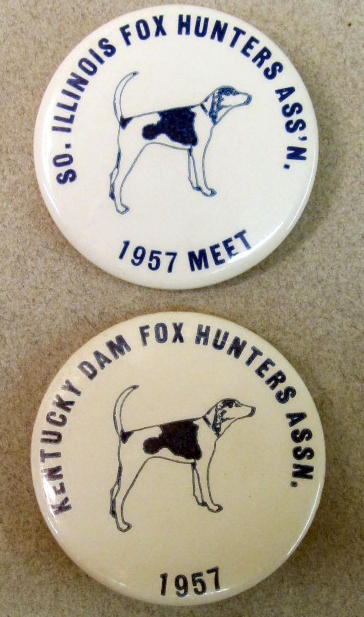 SO. ILLINOIS FOX HUNTERS ASS'N.
1957 MEET
KENTUCKY DAM FOX HUNTERS ASSN.
1957